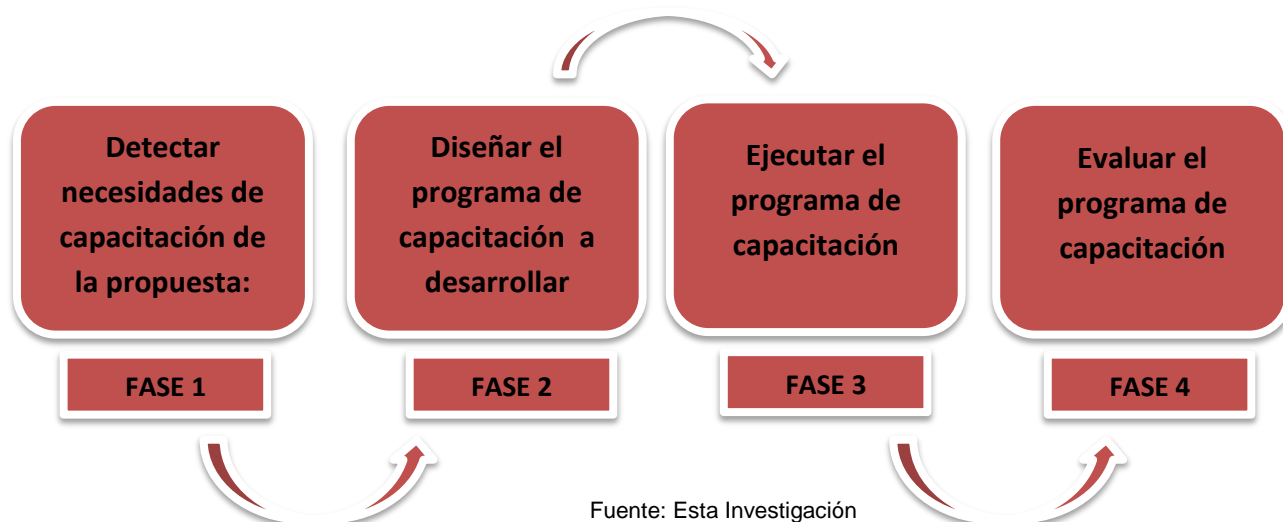 Detectar
necesidades de
capacitación de
la propuesta:
FASE 1
Diseñar el
programa de
capacitación a
desarrollar
FASE 2
Ejecutar el
programa de
capacitación
FASE 3
Evaluar el
programa de
capacitación
FASE 4
Fuente: Esta Investigación